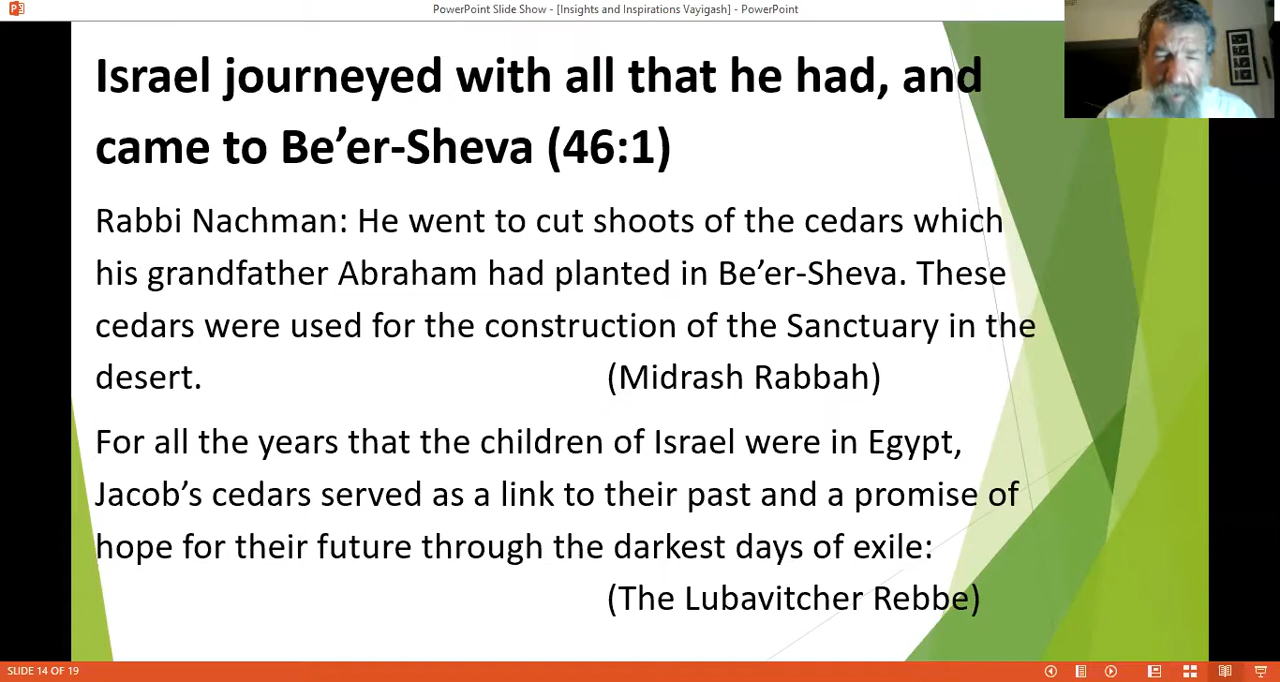 PowerPoint Slide Show - [Insights and Inspirations Vayigash] - PowerPoint
Israel journeyed with all that he had, and
came to Be’er-Sheva (46:1)
Rabbi Nachman: He went to cut shoots of the cedars which
his grandfather Abraham had planted in Be’er-Sheva. These
cedars were used for the construction of the Sanctuary in the
desert. (Midrash Rabbah)
For all the years that the children of Israel were in Egypt,
Jacob’s cedars served as a link to their past and a promise of
hope for their future through the darkest days of exile:
(The Lubavitcher Rebbe)
SLIDE 14 OF 19